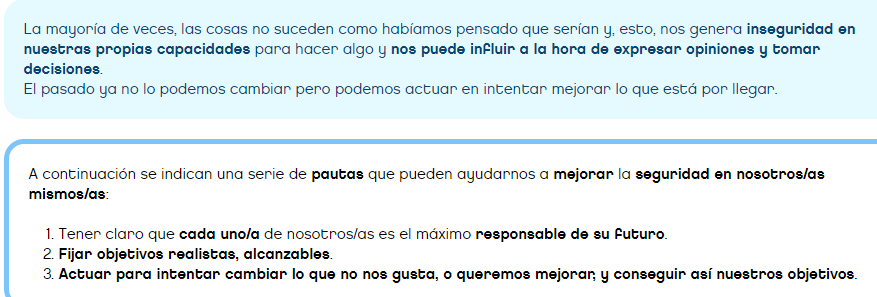 La mayoría de veces, las cosas no suceden como habíamos pensado que serían y, esto, nos genera inseguridad en
nuestras propias capacidades para hacer algo y nos puede influir a la hora de expresar opiniones y tomar
decisiones.
El pasado ya no lo podemos cambiar pero podemos actuar en intentar mejorar lo que está por llegar.
A continuación se indican una serie de pautas que pueden ayudarnos a mejorar la seguridad en nosotros/as
mismos/as:
1. Tener claro que cada uno/a de nosotros/as es el máximo responsable de su futuro.
2. Fijar objetivos realistas, alcanzables.
3. Actuar para intentar cambiar lo que no nos gusta, o queremos mejorar, y conseguir así nuestros objetivos.